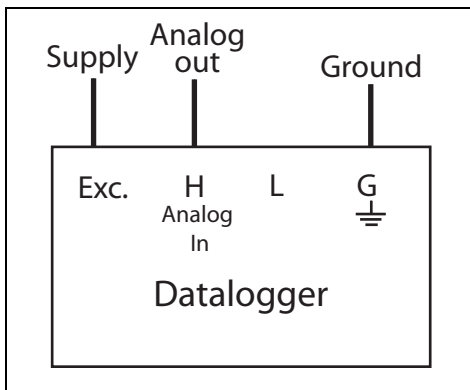 Supply
Analog
out
Ground
Exc.
H
L
G
Analog
In
Datalogger